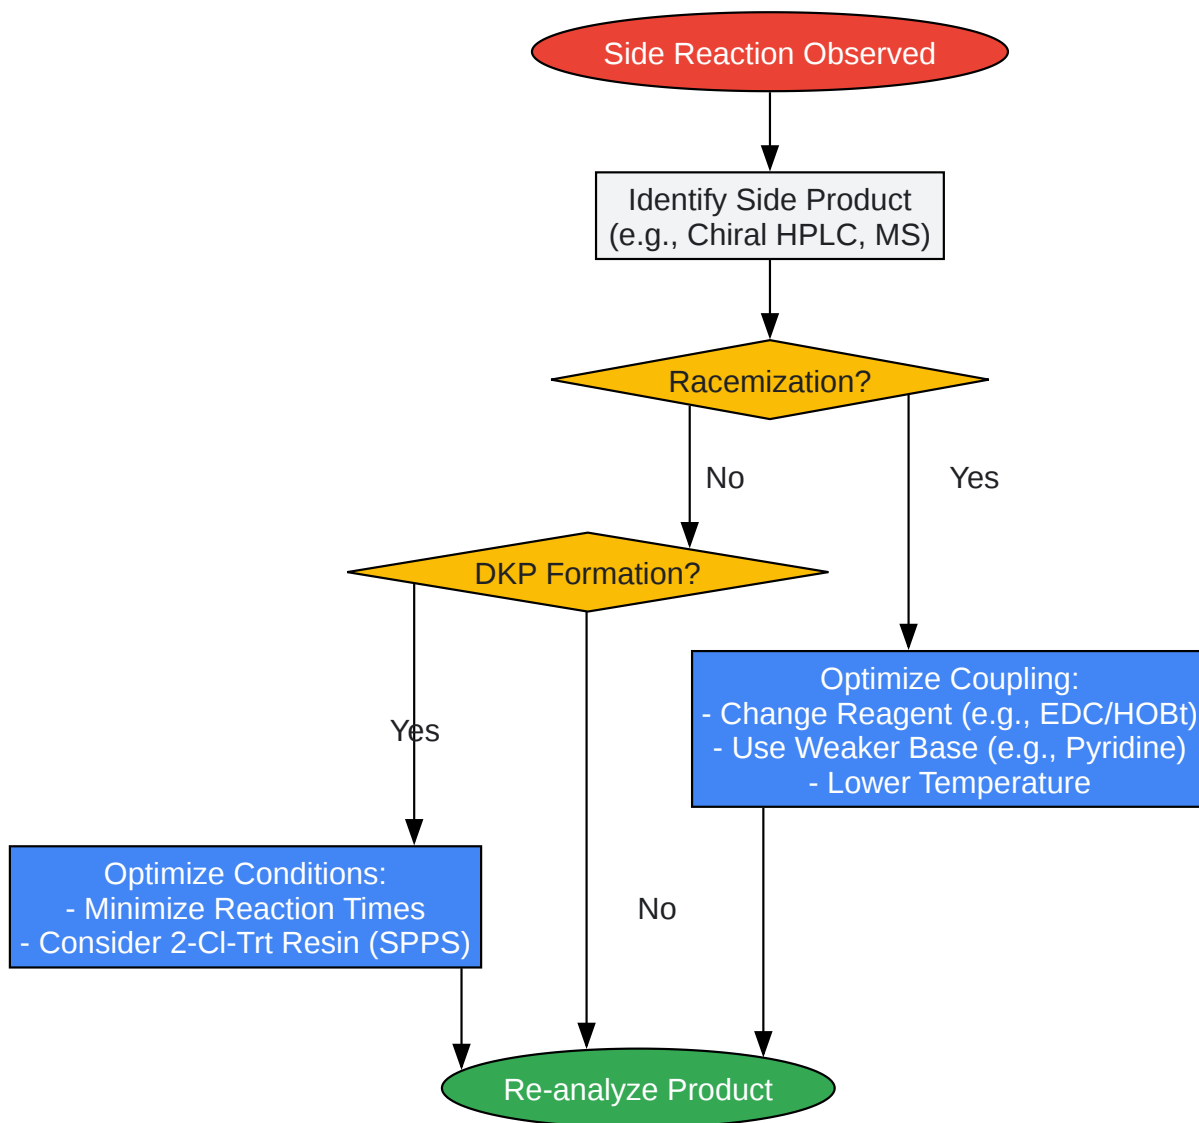 Side Reaction Observed
Identify Side Product
(e.g., Chiral HPLC, MS)
Racemization?
No
Yes
DKP Formation?
Optimize Coupling:
- Change Reagent (e.g., EDC/HOBt)
- Use Weaker Base (e.g., Pyridine)
- Lower Temperature
Yes
Optimize Conditions:
- Minimize Reaction Times
- Consider 2-Cl-Trt Resin (SPPS)
No
Re-analyze Product